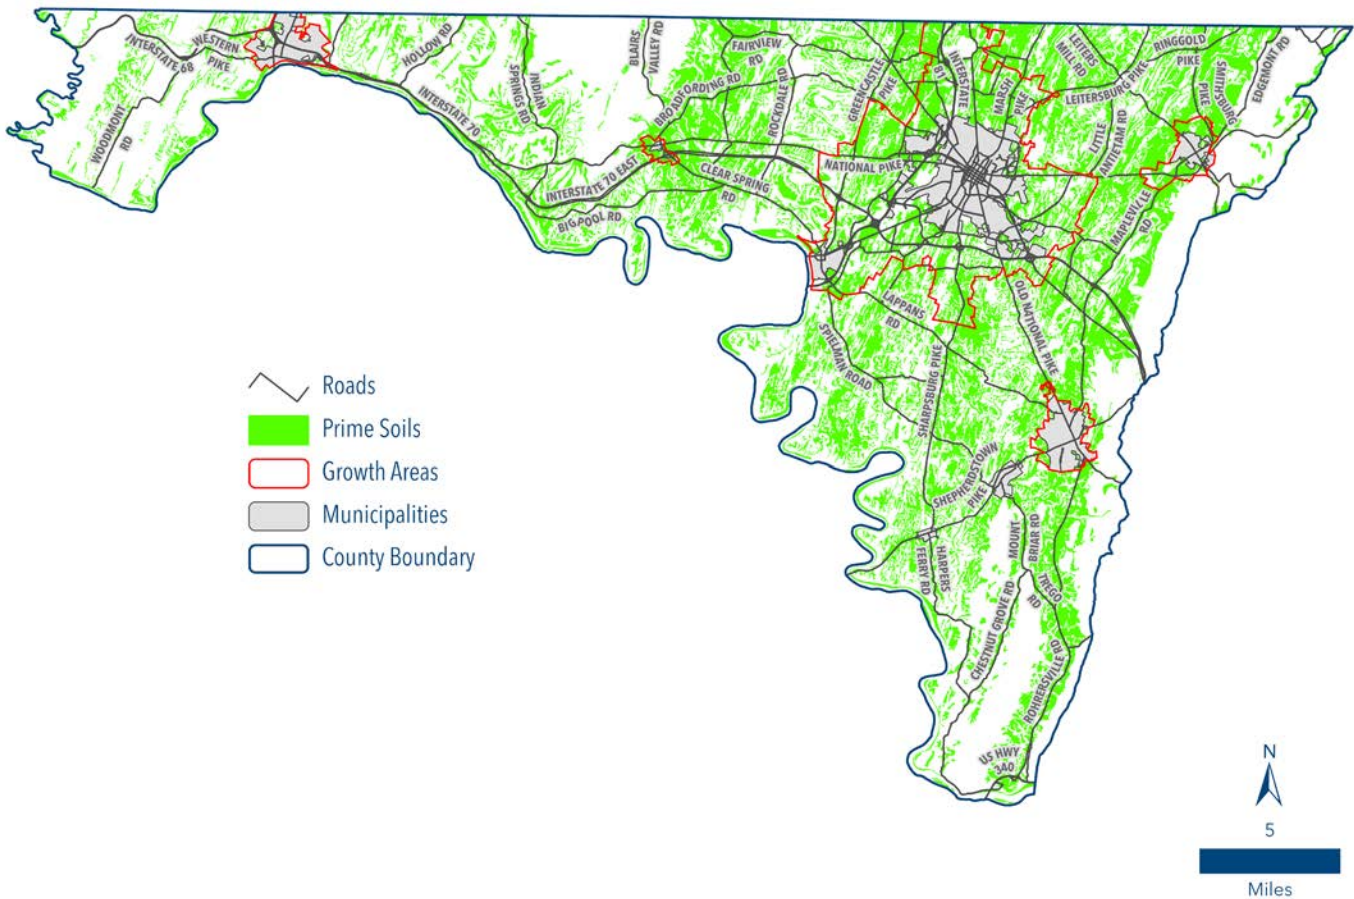 INTERSTATE 68
WESTERN
PIKE
WOODMONT
RD
HOLLOW RD
INTERSTATE 70
INDIAN
SPRINGS RD
BLAIRS
VALLEY RD
FAIRVIEW
RD
BROADFORDING RD
ROCKDALE RD
GREENCASTLE
PIKE
INTERSTATE
81
MARSH
PIKE
LEITERS
MILL RD
RINGGOLD
PIKE
LEITERSBURG PIKE
SMITHSBURG
PIKE
EDGEMONT RD
LITTLE
ANTIETAM RD
INTERSTATE 70 EAST
BIG POOL RD
CLEAR SPRING
RD
NATIONAL PIKE
MAPLEVILLE
RD
LAPPANS
RD
OLD NATIONAL PIKE
SPIELMAN ROAD
SHARPSBURG PIKE
SHEPHERDSTOWN
PIKE
HARPERS
FERRY RD
MOUNT
BRIAR RD
TREGO
RD
CHESTNUT GROVE RD
ROHRERSVILLE RD
US HWY
340
Roads
Prime Soils
Growth Areas
Municipalities
County Boundary
N
5
Miles